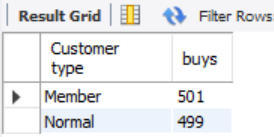 Result Grid Filter Rows:
Customer type buys
Member 501
Normal 499